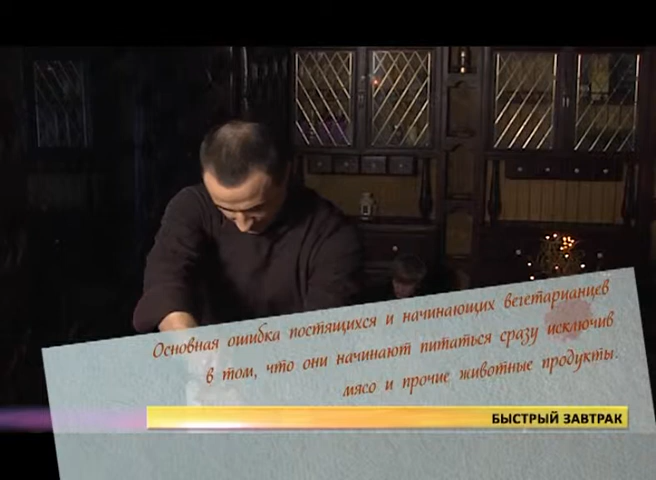 Основная ошибка постящихся и начинающих вегетарианцев
в том, что они начинают питаться сразу исключив
мясо и прочие животные продукты.
БЫСТРЫЙ ЗАВТРАК